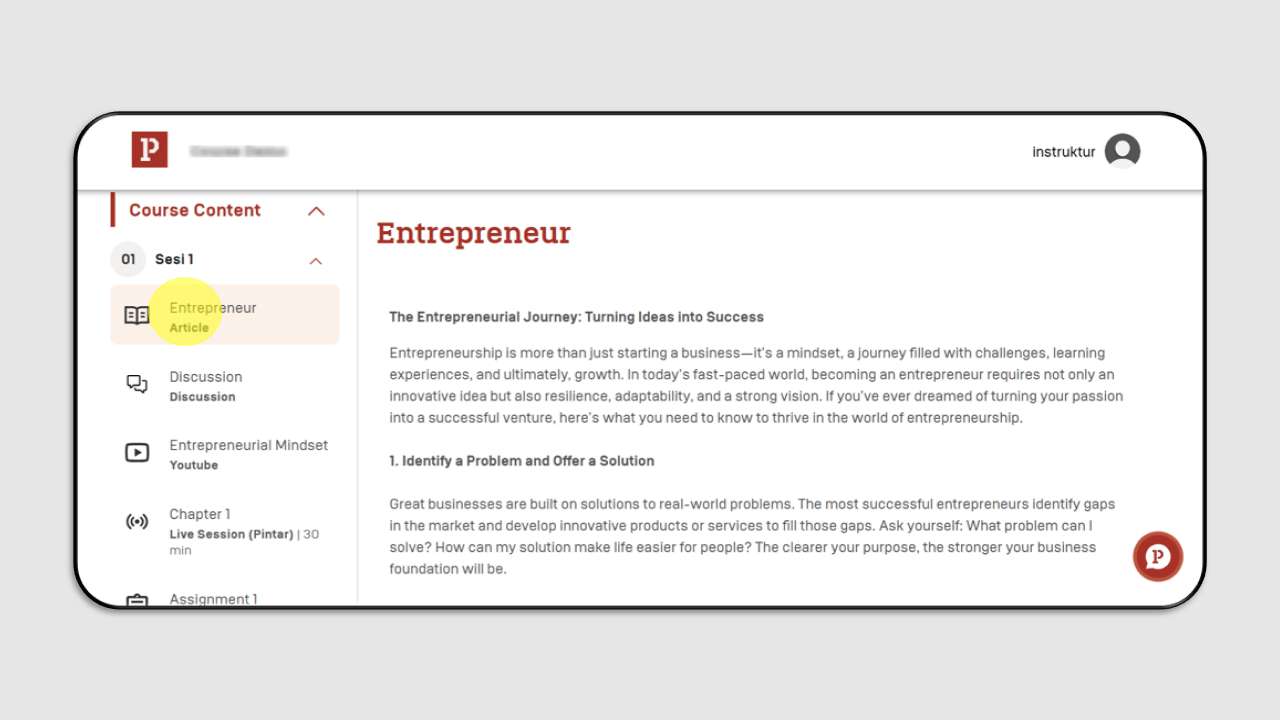 P
instruktur
Course Content
01 Sesi 1
Entrepreneur
Article
Discussion
Discussion
Entrepreneurial Mindset
Youtube
Chapter 1
Live Session (Pintar) | 30
min
Assignment 1
Entrepreneur
The Entrepreneurial Journey: Turning Ideas into Success
Entrepreneurship is more than just starting a business—it's a mindset, a journey filled with challenges, learning
experiences, and ultimately, growth. In today's fast-paced world, becoming an entrepreneur requires not only an
innovative idea but also resilience, adaptability, and a strong vision. If you've ever dreamed of turning your passion
into a successful venture, here's what you need to know to thrive in the world of entrepreneurship.
1. Identify a Problem and Offer a Solution
Great businesses are built on solutions to real-world problems. The most successful entrepreneurs identify gaps
in the market and develop innovative products or services to fill those gaps. Ask yourself: What problem can I
solve? How can my solution make life easier for people? The clearer your purpose, the stronger your business
foundation will be.
P